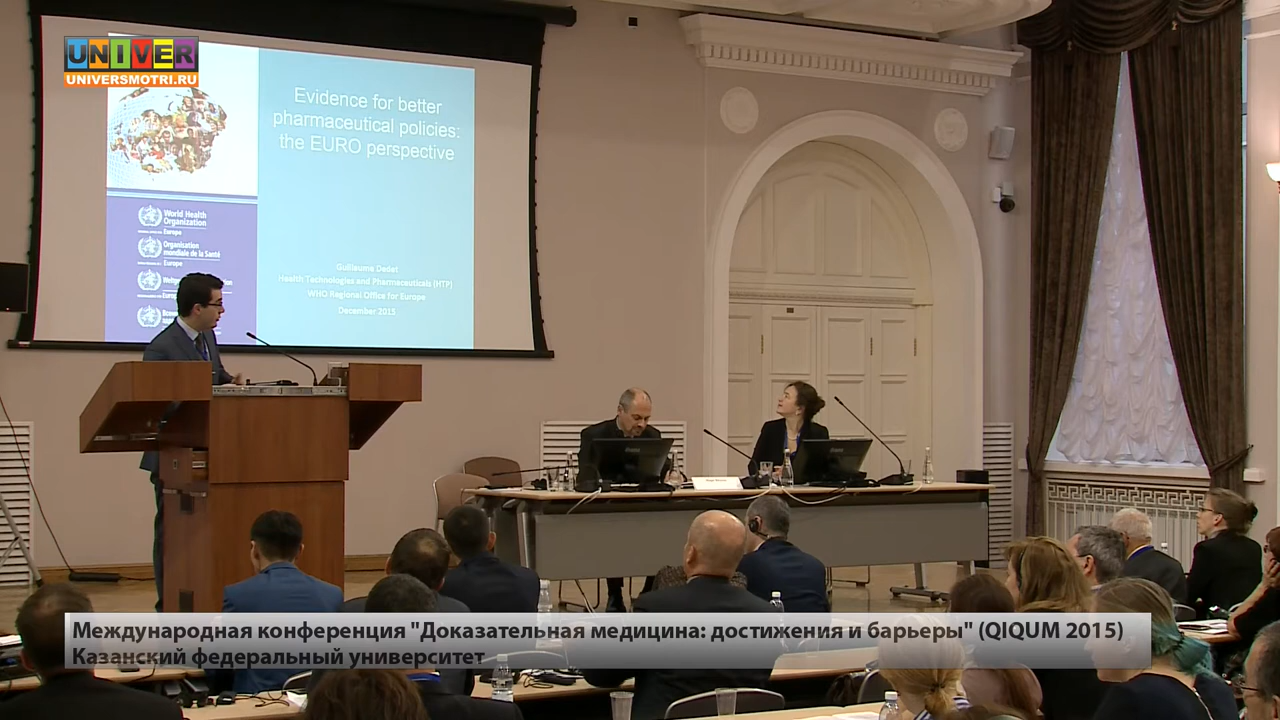 UNIVER
UNIVERSMOTRI.RU
Evidence for better
pharmaceutical policies:
the EURO perspective
World Health
Organization
Europe
Organisation
mondiale de la Santé
Europe
Guillaume Dedet
Health Technologies and Pharmaceuticals (HTP)
WHO Regional Office for Europe
December 2015
Международная конференция "Доказательная медицина: достижения и барьеры" (QIQUM 2015)
Казанский федеральный университет